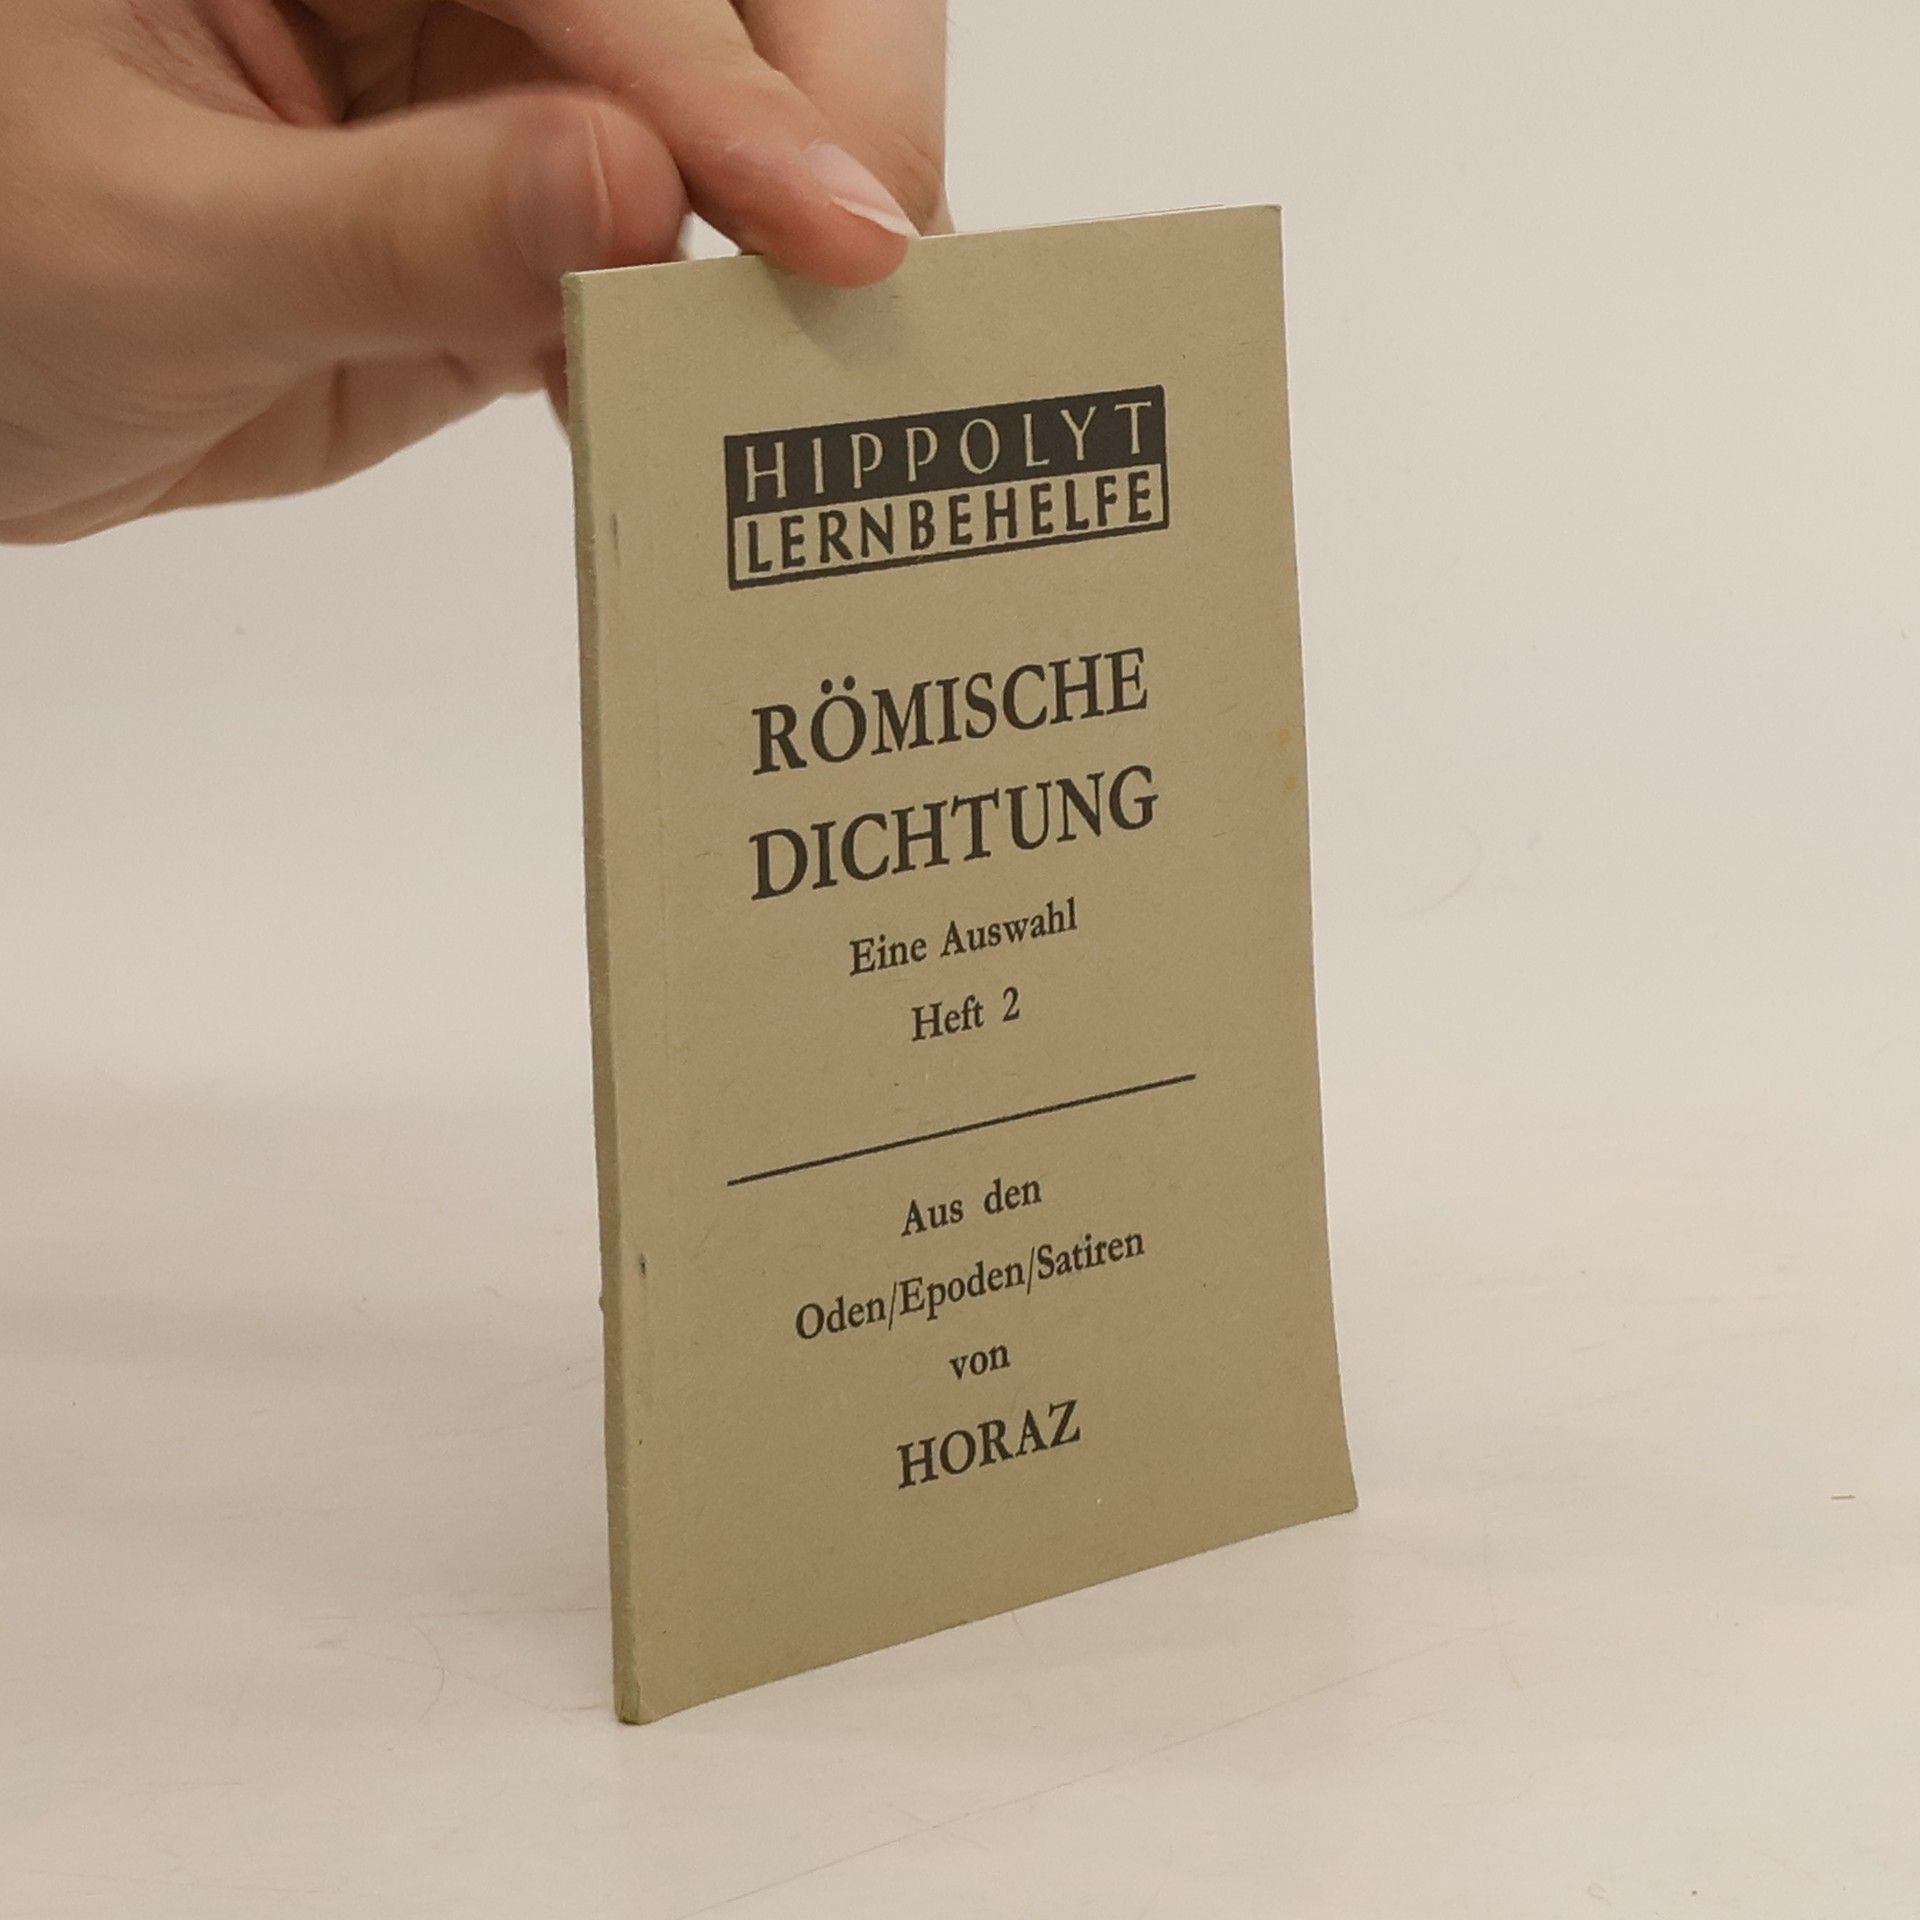 HIPPOLYT
LERNBEHELFE
RÖMISCHE
DICHTUNG
Eine Auswahl
Heft 2
Aus den
Oden/Epoden/Satiren
von
HORAZ